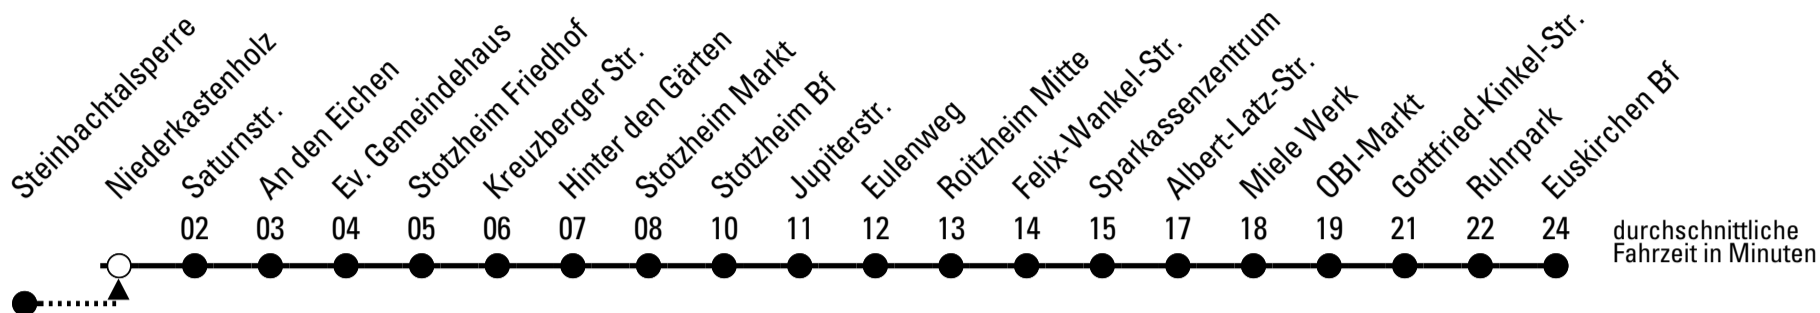 Steinbachtalsperre
Niederkastenholz
Saturnstr.
An den Eichen
Ev. Gemeindehaus
Stotzheim Friedhof
Kreuzberger Str.
Hinter den Gärten
Stotzheim Markt
Stotzheim Bf
Jupiterstr.
Eulenweg
Roitzheim Mitte
Felix-Wankel-Str.
Sparkassenzentrum
Albert-Latz-Str.
Miele Werk
OBI-Markt
Gottfried-Kinkel-Str.
Ruhrpark
Euskirchen Bf
02 03 04 05 06 07 08 10 11 12 13 14 15 17 18 19 21 22 24
durchschnittliche
Fahrzeit in Minuten